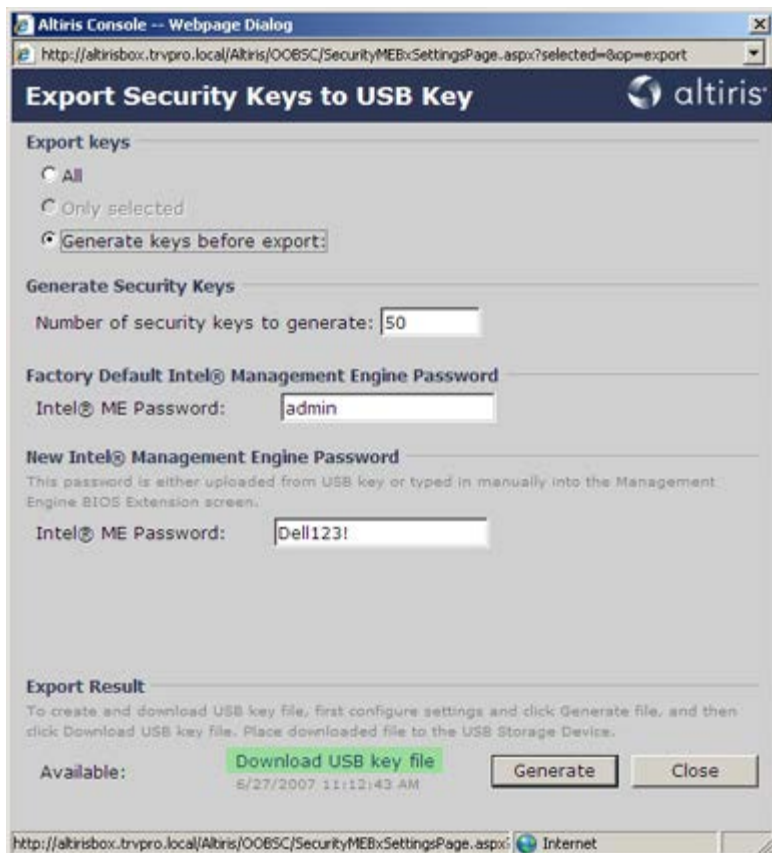 Altiris Console -- Webpage Dialog
http://altirisbox.trvpro.local/Altiris/OOBSC/SecurityMEBxSettingsPage.aspx?selected=&op=export
Export Security Keys to USB Key
altiris
Export keys
All
Only selected
Generate keys before export:
Generate Security Keys
Number of security keys to generate: 50
Factory Default Intel® Management Engine Password
Intel® ME Password: admin
New Intel® Management Engine Password
This password is either uploaded from USB key or typed in manually into the Management
Engine BIOS Extension screen.
Intel® ME Password: Dell123!
Export Result
To create and download USB key file, first configure settings and click Generate file, and then
click Download USB key file. Place downloaded file to the USB Storage Device.
Available: Download USB key file Generate Close
6/27/2007 11:12:43 AM
http://altirisbox.trvpro.local/Altiris/OOBSC/SecurityMEBxSettingsPage.aspx? Internet